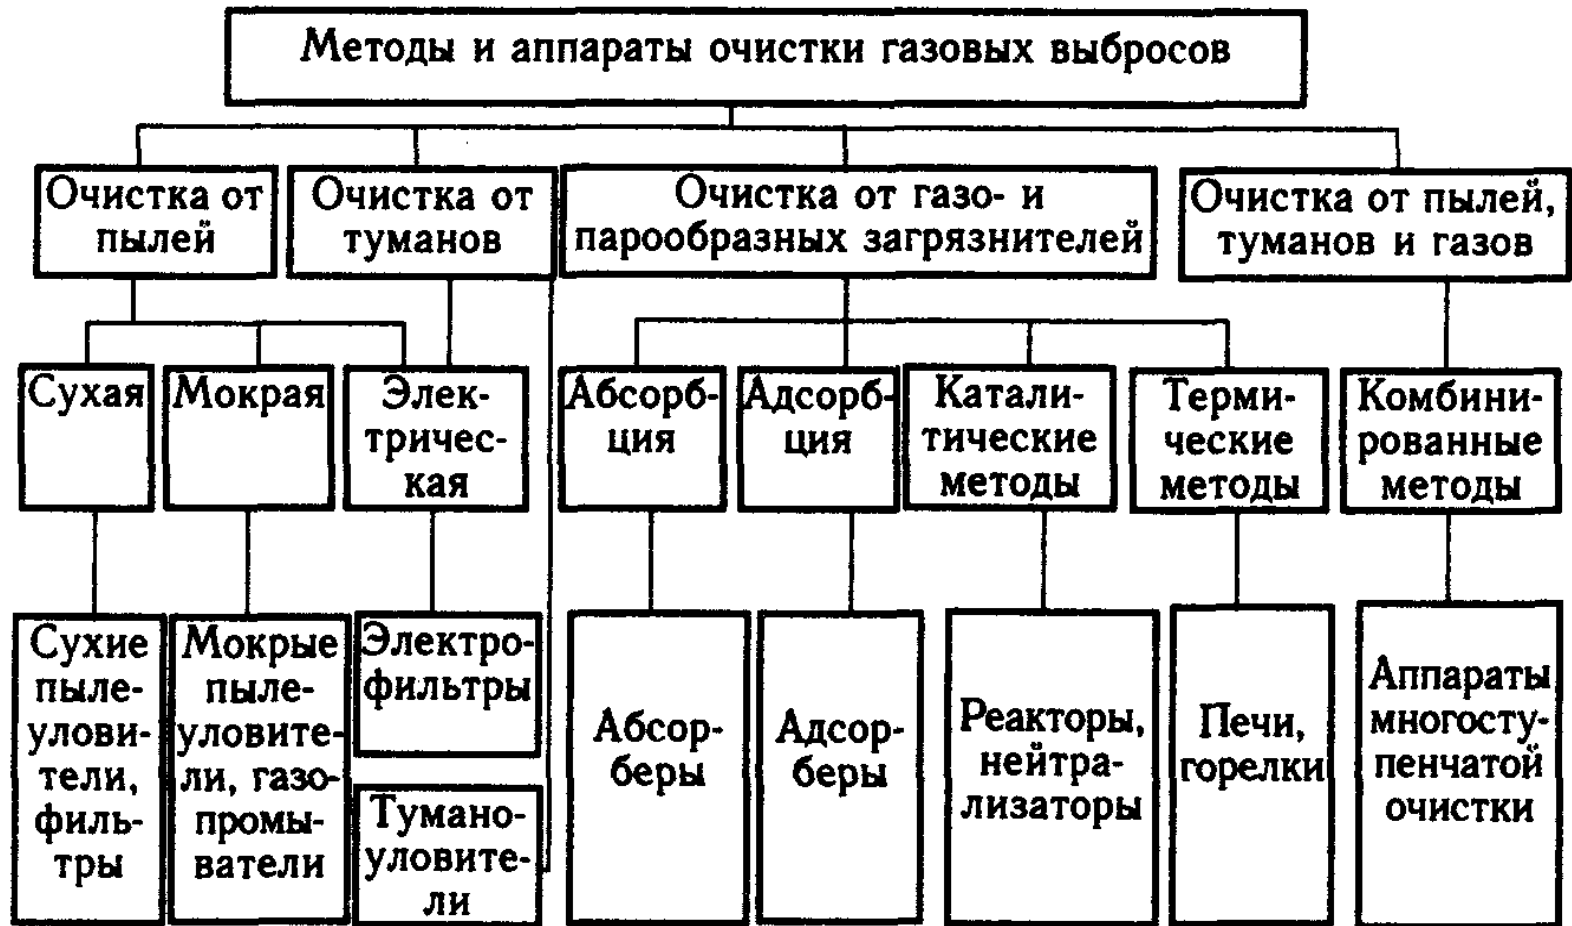 Методы и аппараты очистки газовых выбросов
Очистка от
пылей
Очистка от
туманов
Очистка от газо- и
парообразных загрязнителей
Очистка от пылей,
туманов и газов
Сухая
Мокрая
Элек-
тричес-
кая
Абсорб-
ция
Адсорб-
ция
Катали-
тические
методы
Терми-
ческие
методы
Комбини-
рованные
методы
Сухие
пыле-
улови-
тели,
филь-
тры
Мокрые
пыле-
уловите-
ли, газо-
промы-
ватели
Электро-
фильтры
Тумано-
уловите-
ли
Абсор-
беры
Адсор-
беры
Реакторы,
нейтра-
лизаторы
Печи,
горелки
Аппараты
многосту-
пенчатой
очистки